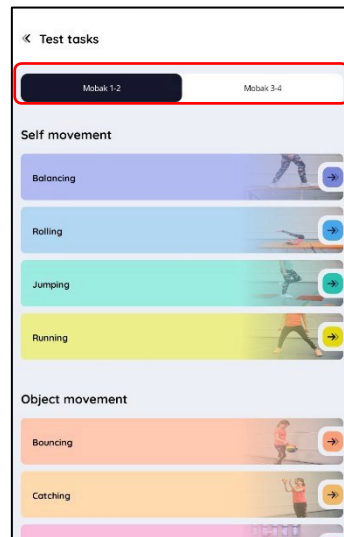 Test tasks
Mobak 1-2 Mobak 3-4
Self movement
Balancing
Rolling
Jumping
Running
Object movement
Bouncing
Catching